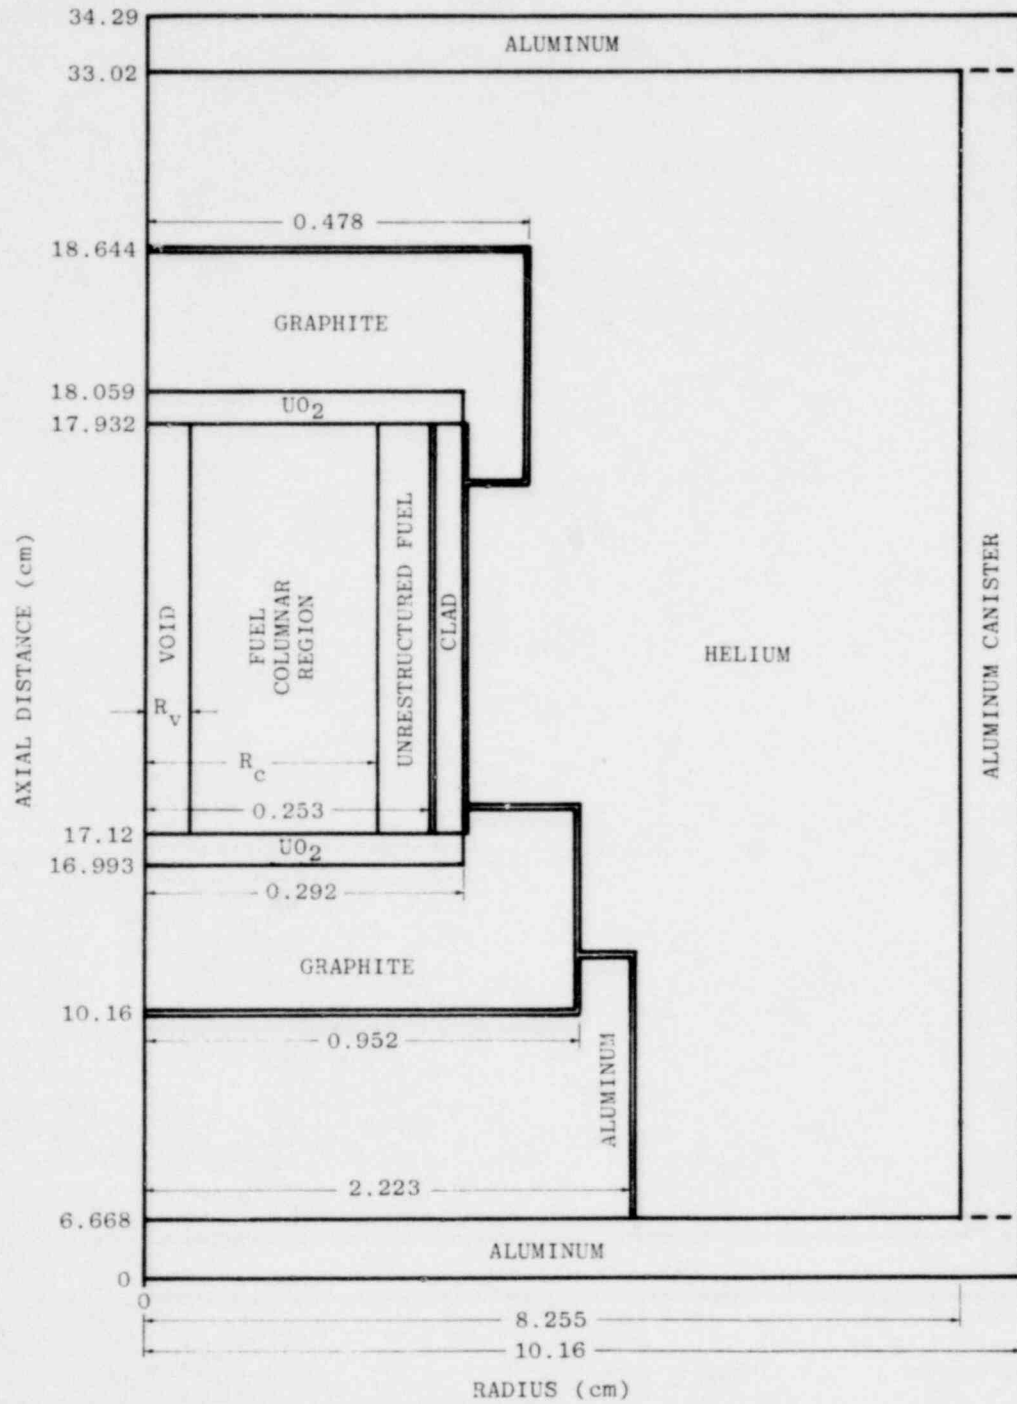 34.29
ALUMINUM
33.02
0.478
18.644
GRAPHITE
18.059
UO2
17.932
AXIAL DISTANCE (cm)
VOID
FUEL
COLUMNAR
REGION
UNRESTRUCTURED FUEL
CLAD
HELIUM
ALUMINUM CANISTER
Rv
Rc
0.253
17.12
UO2
16.993
0.292
GRAPHITE
10.16
0.952
ALUMINUM
2.223
6.668
ALUMINUM
0
0
8.255
10.16
RADIUS (cm)